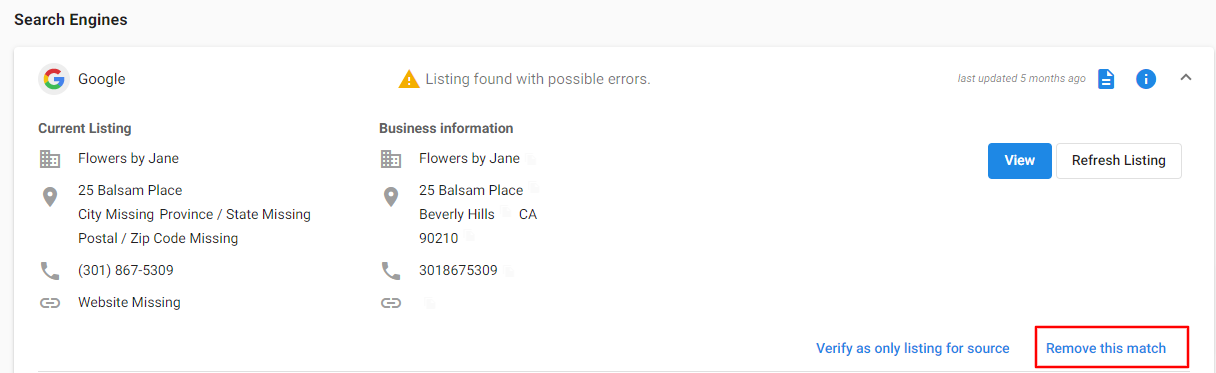 Search Engines
Google
Listing found with possible errors.
last updated 5 months ago
Current Listing
Flowers by Jane
25 Balsam Place
City Missing Province / State Missing
Postal / Zip Code Missing
(301) 867-5309
Website Missing
Business information
Flowers by Jane
25 Balsam Place
Beverly Hills CA
90210
3018675309
View
Refresh Listing
Verify as only listing for source
Remove this match